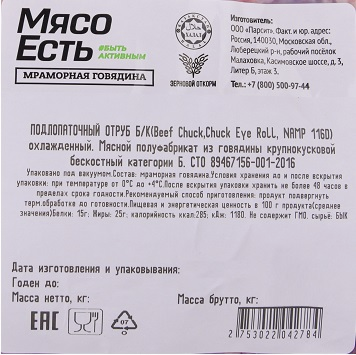 Мясо
Есть
#БЫТЬ
АКТИВНЫМ
МРАМОРНАЯ ГОВЯДИНА
ХАЛАЛ
ЗЕРНОВОЙ ОТКОРМ
Изготовитель:
ООО «Парсит». Факт. и юр. адрес:
Россия, 140030, Московская обл.,
Люберецкий р-н, рабочий посёлок
Малаховка, Касимовское шоссе, д. 3,
Литер Б, этаж 3.
Тел.: +7 (800) 500-97-44
ПОДЛОПАТОЧНЫЙ ОТРУБ Б/К(Beef Chuck,Chuck Eye Roll, NAMP 116D)
охлажденный. Мясной полуфабрикат из говядины крупнокусковой
бескостный категории Б. СТО 89467156-001-2016
Упаковано под вакуумом.Состав: мраморная говядина.Условия хранения до и после вскрытия
упаковки: при температуре от 0°С до +4°С.После вскрытия упаковки хранить не более 48 часов в
пределах срока годности.Рекомендуемый способ приготовления: продукт подвергнуть
терм.обработке до готовности.Пищевая и энергетическая ценность в 100 г продукта(среднее
значения)Белки: 15г; Жиры: 25г; калорийность ккал:285; кДж: 1180. Не содержит ГМО. сырьё: БЫК
Дата изготовления и упаковывания:
Годен до:
Масса нетто, кг:
Масса брутто, кг:
ЕАС
07
2753022042784